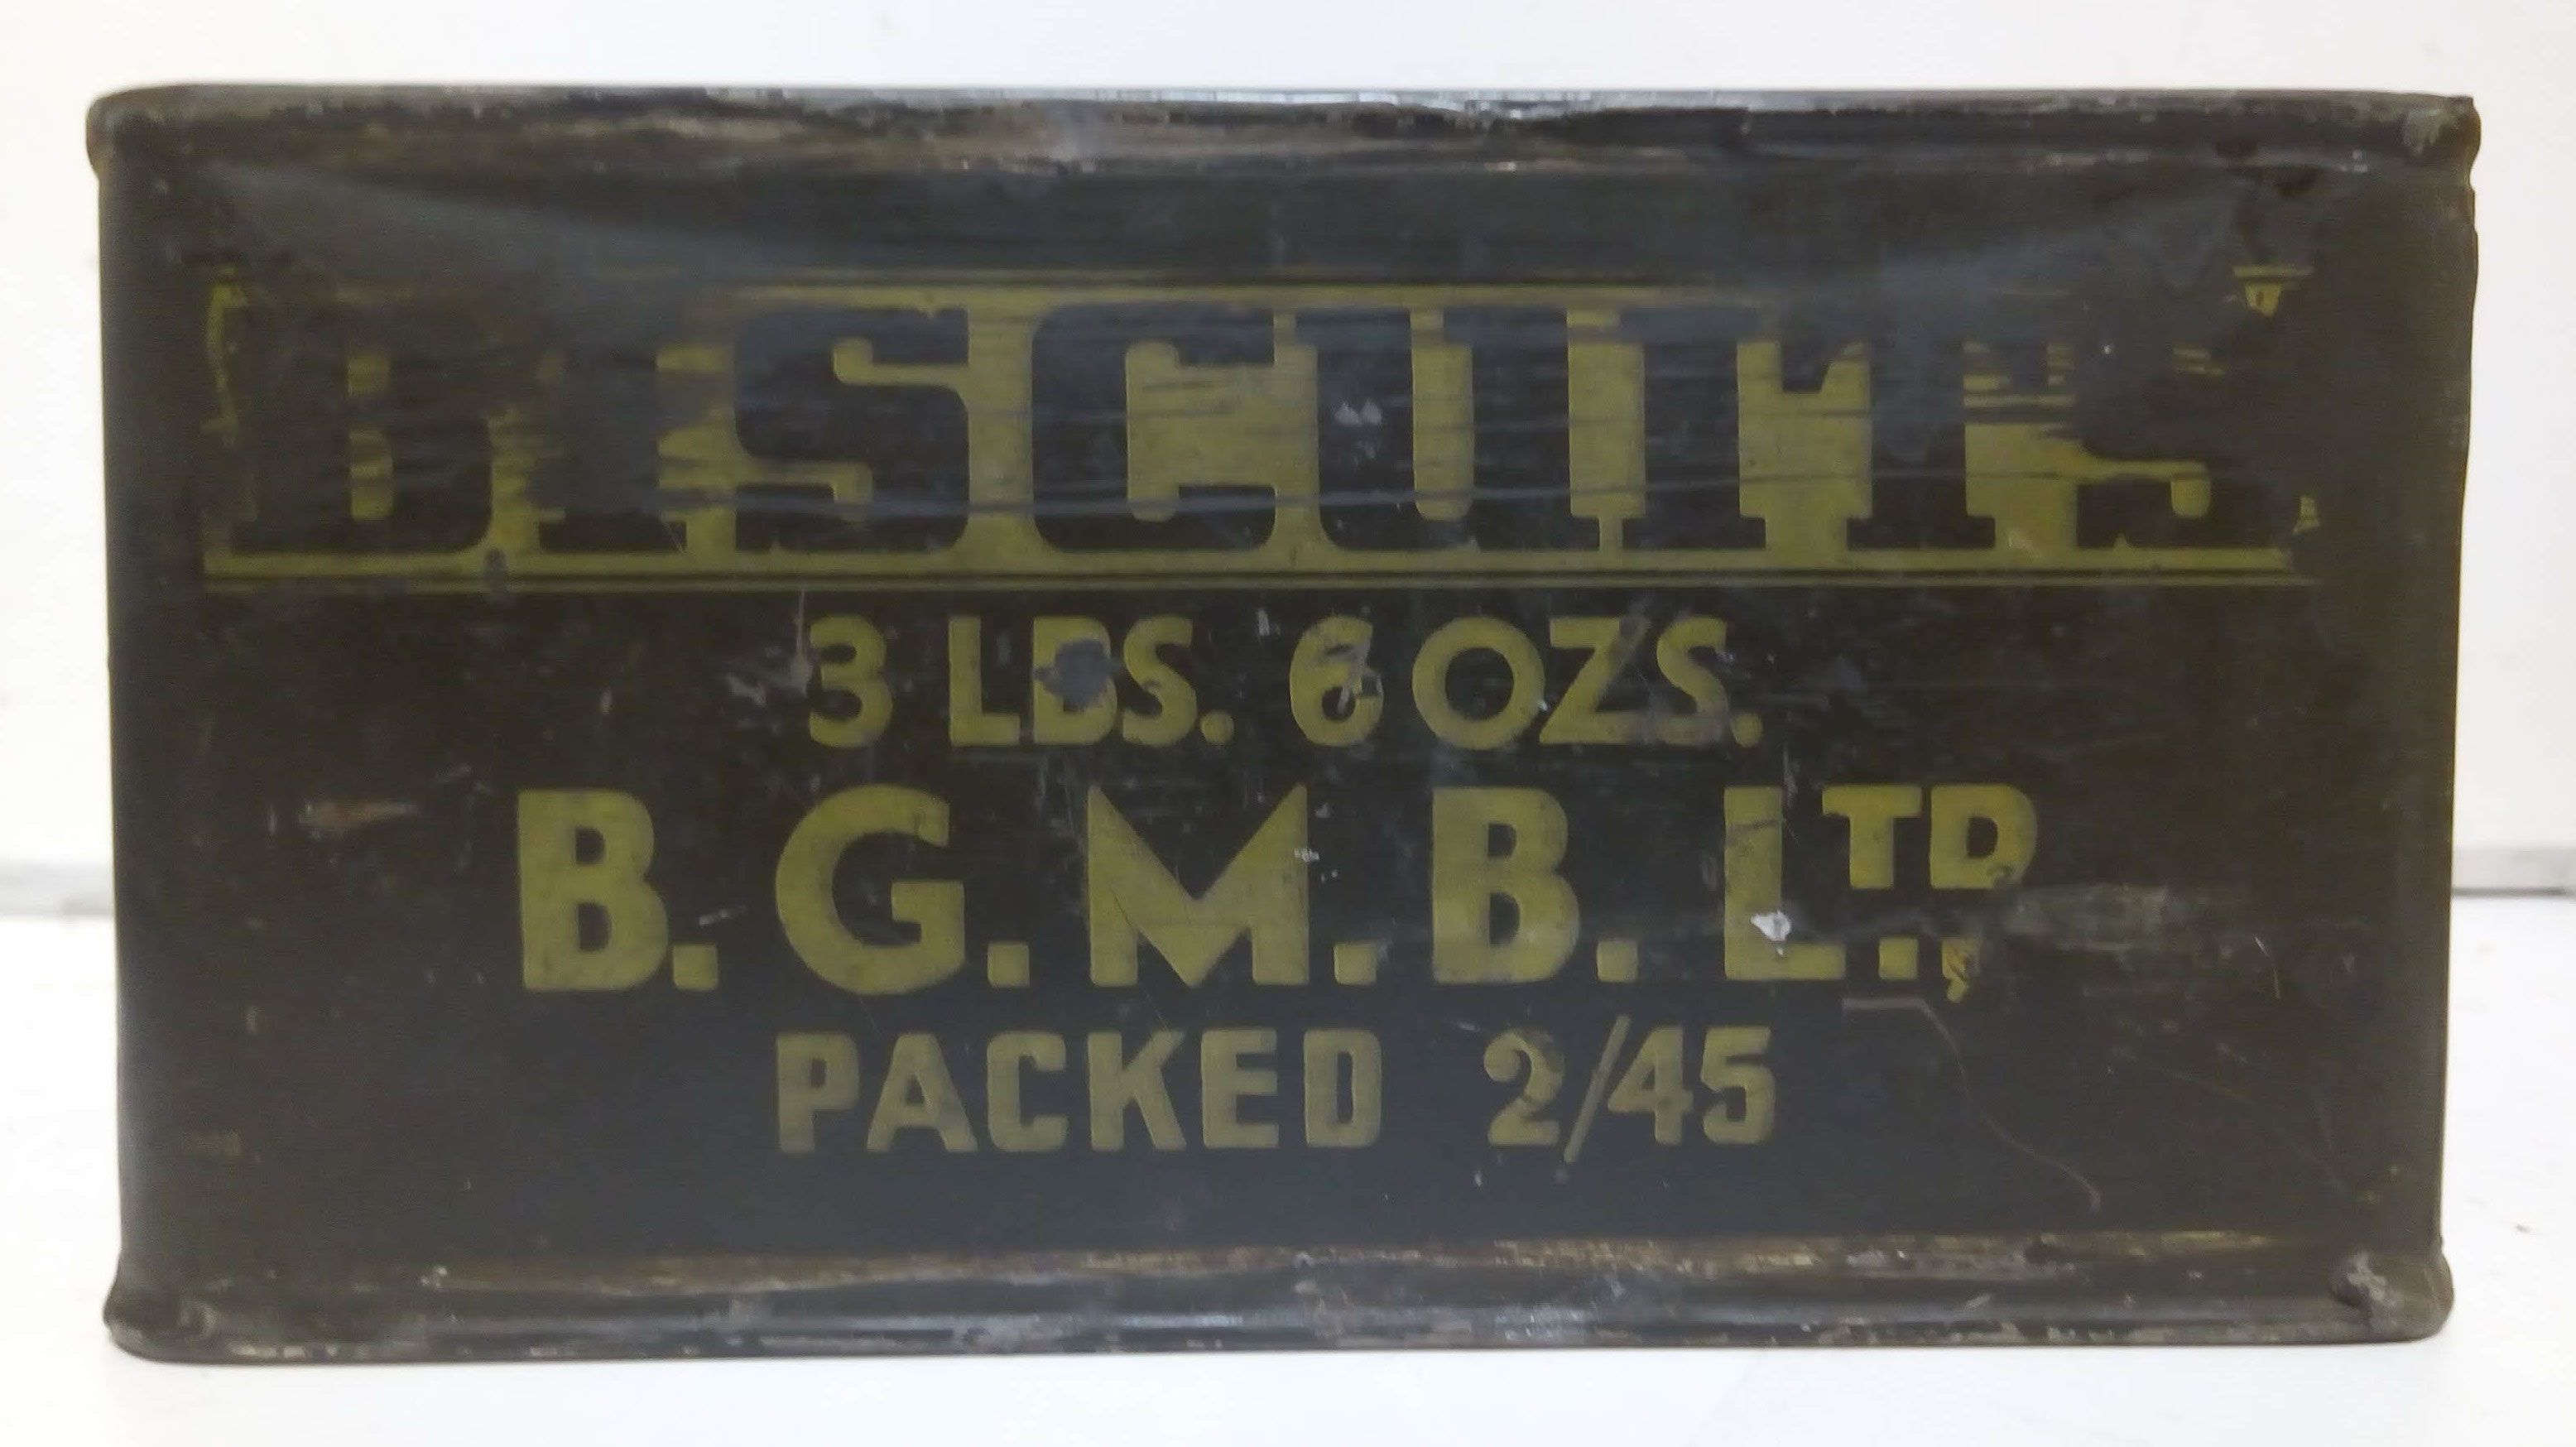 BISCUITS
3 LBS. 6 OZS.
B. G. M. B. LTD.,
PACKED 2/45